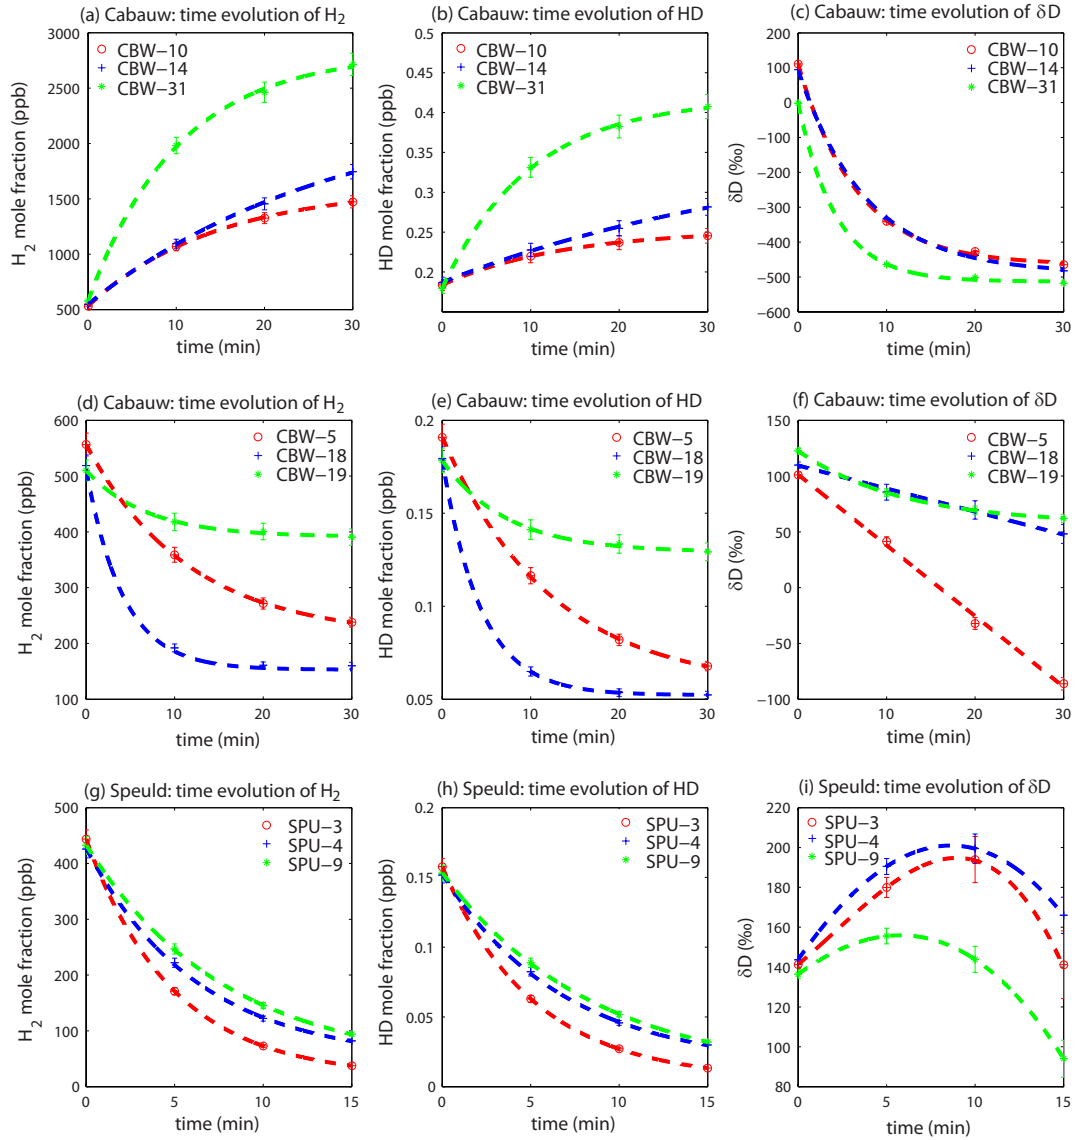 (a) Cabauw: time evolution of H2
(b) Cabauw: time evolution of HD
(c) Cabauw: time evolution of δD
3000
2500
2000
1500
1000
500
0
10
20
30
H2 mole fraction (ppb)
time (min)
CBW−10
CBW−14
CBW−31
0.5
0.45
0.4
0.35
0.3
0.25
0.2
0
10
20
30
HD mole fraction (ppb)
time (min)
CBW−10
CBW−14
CBW−31
200
100
0
−100
−200
−300
−400
−500
−600
0
10
20
30
δD (‰)
time (min)
CBW−10
CBW−14
CBW−31
(d) Cabauw: time evolution of H2
(e) Cabauw: time evolution of HD
(f) Cabauw: time evolution of δD
600
500
400
300
200
100
0
10
20
30
H2 mole fraction (ppb)
time (min)
CBW−5
CBW−18
CBW−19
0.2
0.15
0.1
0.05
0
10
20
30
HD mole fraction (ppb)
time (min)
CBW−5
CBW−18
CBW−19
150
100
50
0
−50
−100
0
10
20
30
δD (‰)
time (min)
CBW−5
CBW−18
CBW−19
(g) Speuld: time evolution of H2
(h) Speuld: time evolution of HD
(i) Speuld: time evolution of δD
500
400
300
200
100
0
0
5
10
15
H2 mole fraction (ppb)
time (min)
SPU−3
SPU−4
SPU−9
0.2
0.15
0.1
0.05
0
0
5
10
15
HD mole fraction (ppb)
time (min)
SPU−3
SPU−4
SPU−9
220
200
180
160
140
120
100
80
0
5
10
15
δD (‰)
time (min)
SPU−3
SPU−4
SPU−9